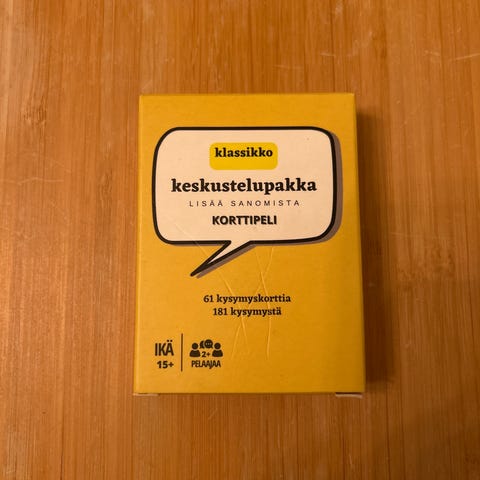 klassikko
keskustelupakka
LISÄÄ SANOMISTA
KORTTIPELI
61 kysymyskorttia
181 kysymystä
IKÄ
15+
2+
PELAAJAA